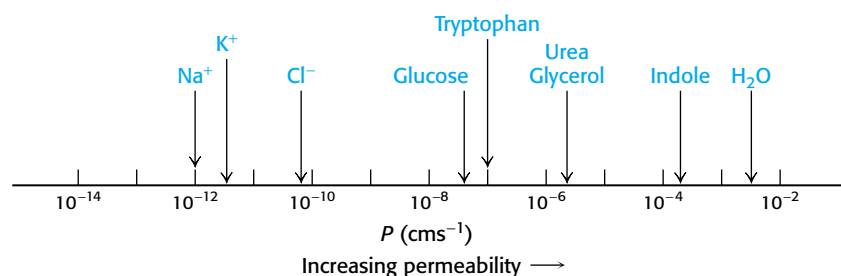 Tryptophan
K⁺
Urea
Na⁺ Cl⁻ Glucose Glycerol Indole H₂O
10⁻¹⁴ 10⁻¹² 10⁻¹⁰ 10⁻⁸ 10⁻⁶ 10⁻⁴ 10⁻²
P (cms⁻¹)
Increasing permeability ⟶